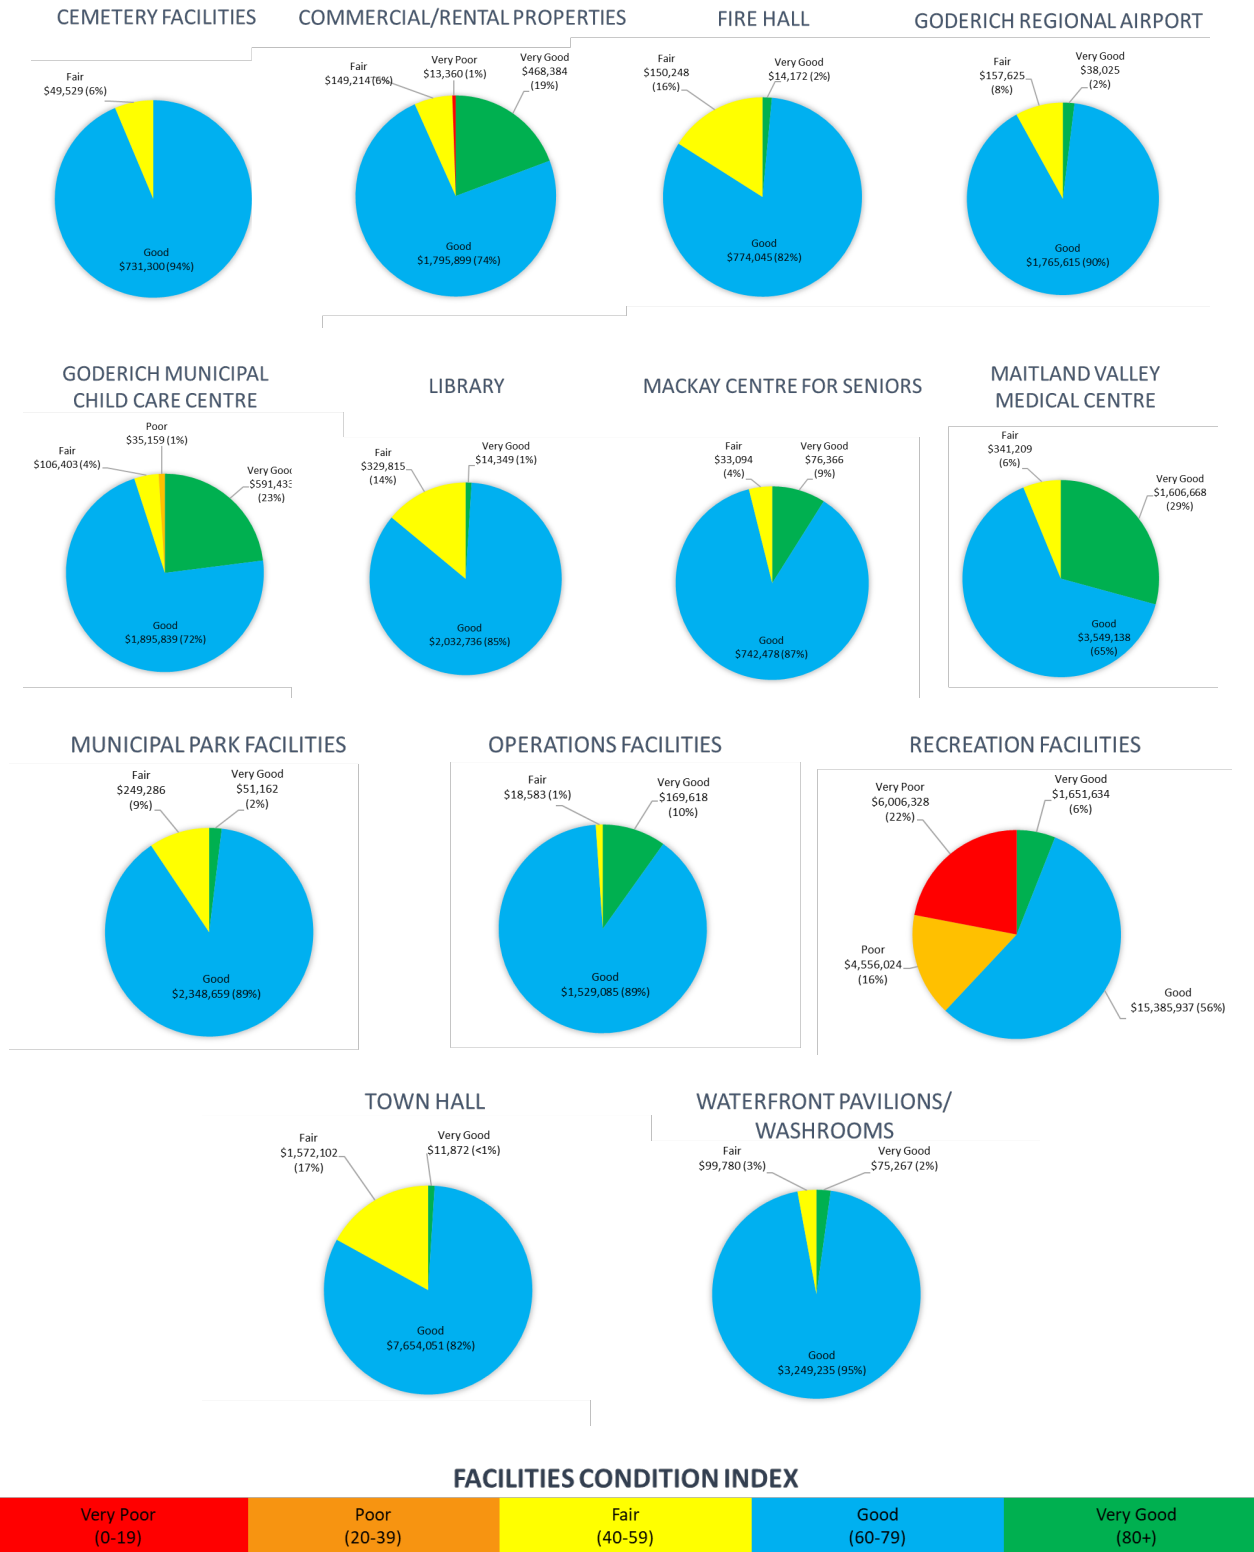 CEMETERY FACILITIES
Fair
$49,529 (6%)
Good
$731,300 (94%)
COMMERCIAL/RENTAL PROPERTIES
Fair
$149,214 (6%)
Very Poor
$13,360 (1%)
Very Good
$468,384
(19%)
Good
$1,795,899 (74%)
FIRE HALL
Fair
$150,248
(16%)
Very Good
$14,172 (2%)
Good
$774,045 (82%)
GODERICH REGIONAL AIRPORT
Fair
$157,625
(8%)
Very Good
$38,025
(2%)
Good
$1,765,615 (90%)
GODERICH MUNICIPAL
CHILD CARE CENTRE
Poor
$35,159 (1%)
Fair
$106,403 (4%)
Very Good
(23%)
Good
$1,895,839 (72%)
LIBRARY
Fair
$329,815
(14%)
Very Good
$14,349 (1%)
Good
$2,032,736 (85%)
MACKAY CENTRE FOR SENIORS
Fair
$33,094
(4%)
Very Good
$76,366
(9%)
Good
$742,478 (87%)
MAITLAND VALLEY
MEDICAL CENTRE
Fair
$341,209
(6%)
Very Good
$1,606,668
(29%)
Good
$3,549,138
(65%)
MUNICIPAL PARK FACILITIES
Fair
$249,286
(9%)
Very Good
$51,162
(2%)
Good
$2,348,659 (89%)
OPERATIONS FACILITIES
Fair
$18,583 (1%)
Very Good
$169,618
(10%)
Good
$1,529,085 (89%)
RECREATION FACILITIES
Very Poor
$6,006,328
(22%)
Very Good
$1,651,634
(6%)
Poor
$4,556,024
(16%)
Good
$15,385,937 (56%)
TOWN HALL
Fair
$1,572,102
(17%)
Very Good
$11,872 (<1%)
Good
$7,654,051 (82%)
WATERFRONT PAVILIONS/
WASHROOMS
Fair
$99,780 (3%)
Very Good
$75,267 (2%)
Good
$3,249,235 (95%)
FACILITIES CONDITION INDEX
Very Poor
(0-19)
Poor
(20-39)
Fair
(40-59)
Good
(60-79)
Very Good
(80+)